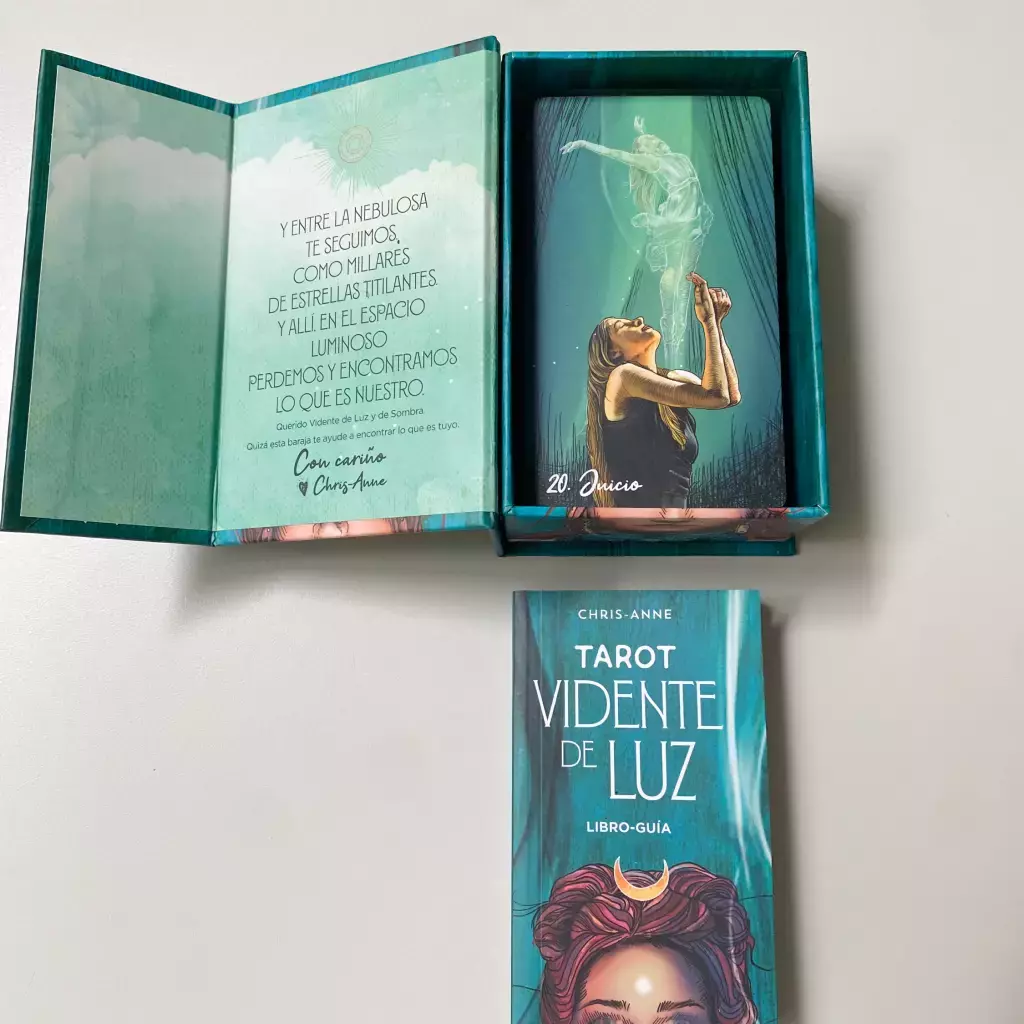 Y ENTRE LA NEBULOSA
TE SEGUIMOS,
COMO MILLARES
DE ESTRELLAS TITILANTES.
Y ALLÍ, EN EL ESPACIO
LUMINOSO
PERDEMOS Y ENCONTRAMOS
LO QUE ES NUESTRO.
Querido Vidente de Luz y de Sombra
Quizá esta baraja te ayude a encontrar lo que es tuyo.
Con cariño
Chris-Anne
20. Juicio
CHRIS-ANNE
TAROT
VIDENTE
DE LUZ
LIBRO-GUÍA